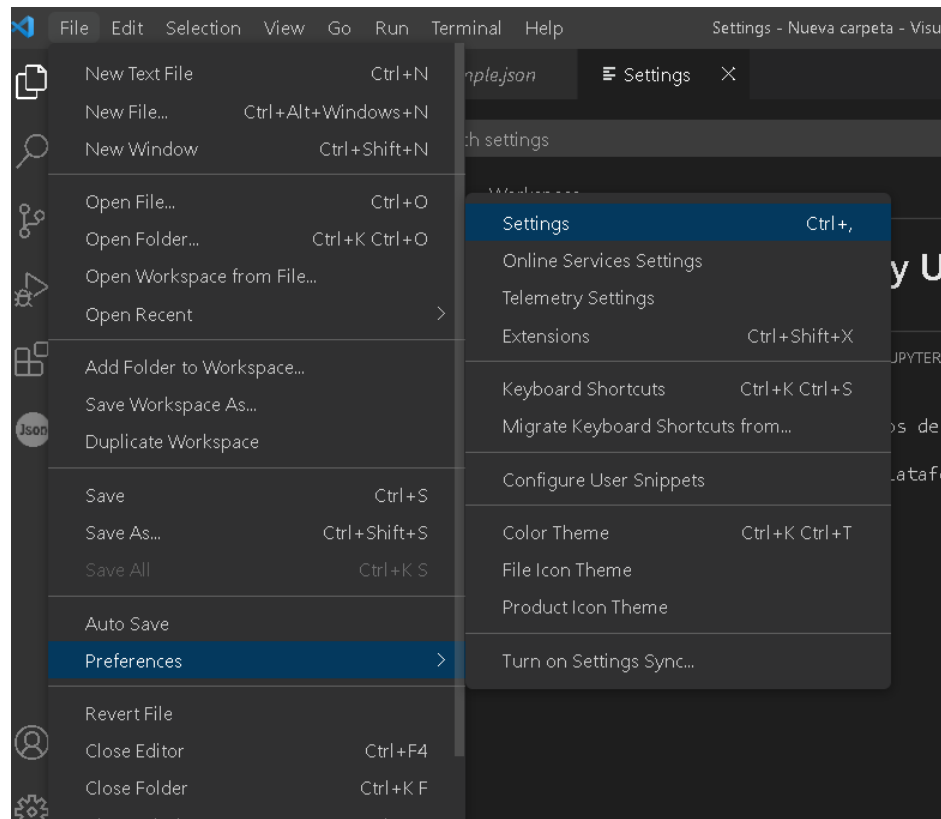 File Edit Selection View Go Run Terminal Help Settings - Nueva carpeta - Visu
mple.json Settings
New Text File Ctrl+N
New File... Ctrl+Alt+Windows+N
New Window Ctrl+Shift+N
Open File... Ctrl+O
Open Folder... Ctrl+K Ctrl+O
Open Workspace from File...
Open Recent
Add Folder to Workspace...
Save Workspace As...
Duplicate Workspace
Save Ctrl+S
Save As... Ctrl+Shift+S
Save All Ctrl+K S
Auto Save
Preferences
Revert File
Close Editor Ctrl+F4
Close Folder Ctrl+K F
Json
ch settings
Workspace
Settings Ctrl+,
Online Services Settings
Telemetry Settings
Extensions Ctrl+Shift+X
Keyboard Shortcuts Ctrl+K Ctrl+S
Migrate Keyboard Shortcuts from...
Configure User Snippets
Color Theme Ctrl+K Ctrl+T
File Icon Theme
Product Icon Theme
Turn on Settings Sync...
y U
UPYTER
os de
lataf